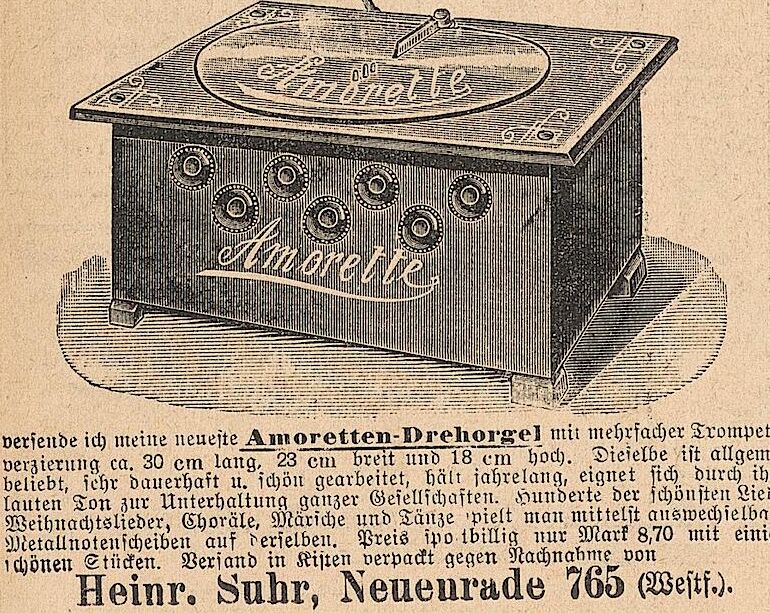 Amorette
Amorette
versende ich meine neueste Amoretten-Drehorgel mit mehrfacher Trompet
verzierung ca. 30 cm lang, 23 cm breit und 18 cm hoch. Dieselbe ist allgem
beliebt, sehr dauerhaft u. schön gearbeitet, hält jahrelang, eignet sich durch ih
lauten Ton zur Unterhaltung ganzer Gesellschaften. Hunderte der schönsten Lie
Weihnachtslieder, Choräle, Märsche und Tänze pielt man mittelst auswechselba
Metallnotenscheiben auf derselben. Preis spo tbillig nur Mark 8,70 mit eini
schönen Stücken. Versand in Kisten verpackt gegen Nachnahme von
Heinr. Suhr, Neuenrade 765 (Westf.).